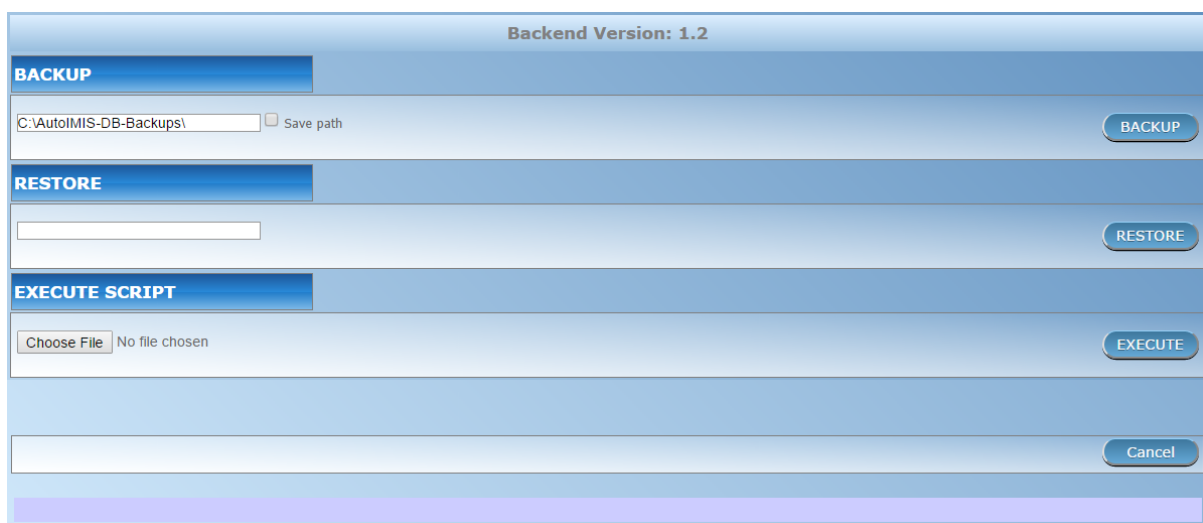 Backend Version: 1.2
BACKUP
C:\AutoIMIS-DB-Backups\ Save path BACKUP
RESTORE
RESTORE
EXECUTE SCRIPT
Choose File No file chosen EXECUTE
Cancel